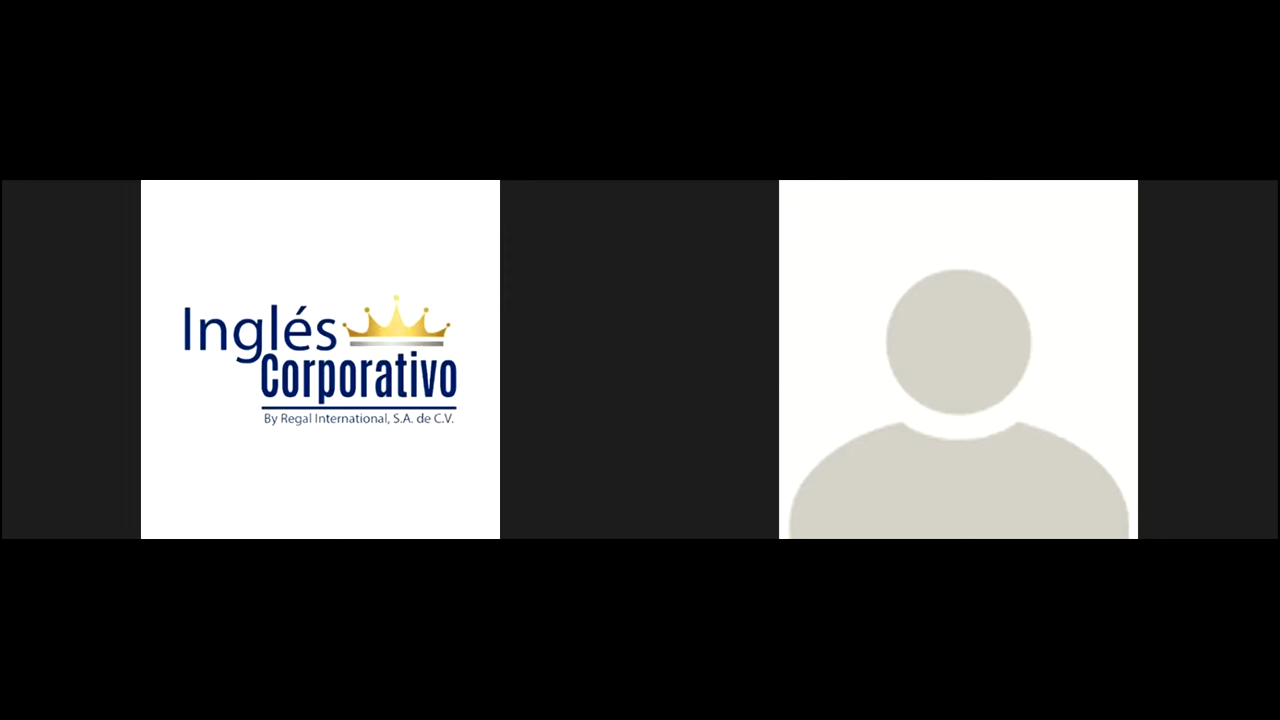 Inglés
Corporativo
By Regal International, S.A. de C.V.